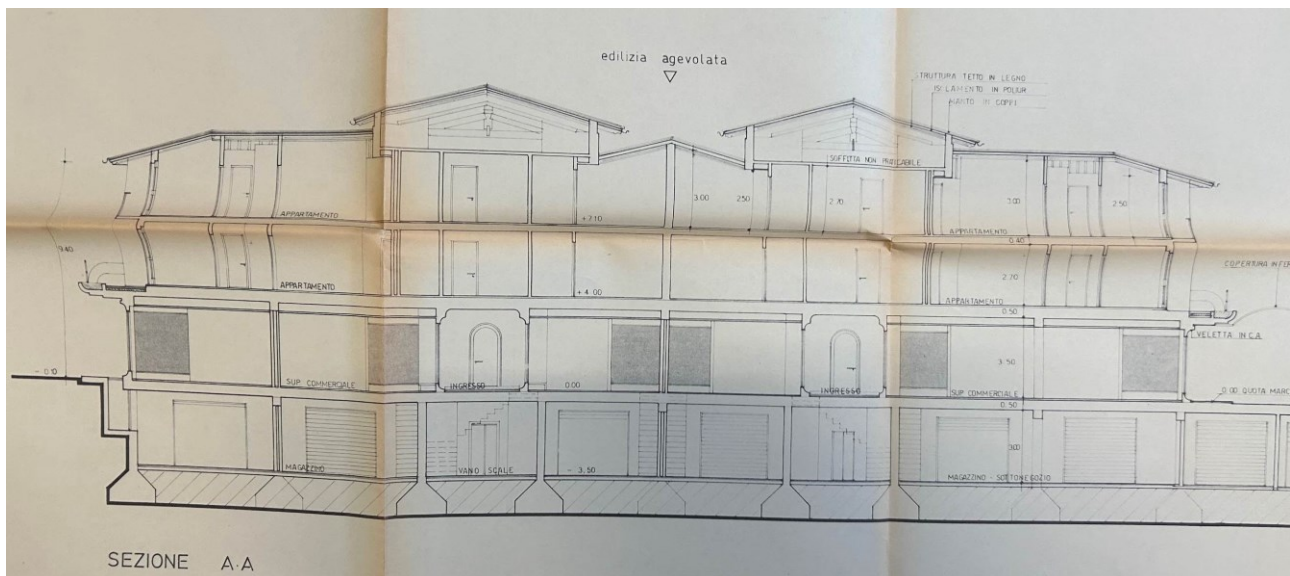 edilizia agevolata
STRUTTURA TETTO IN LEGNO
ISOLAMENTO IN POLIUR
MANTO IN COPPI
SOFFITTA NON PRATICABILE
3.00
2.50
2.70
3.00
2.50
APPARTAMENTO
+7.10
APPARTAMENTO
0.40
9.40
2.70
COPERTURA IN FER
APPARTAMENTO
+4.00
APPARTAMENTO
0.50
VELETTA IN C.A.
3.50
- 0.10
SUP. COMMERCIALE
INGRESSO
0.00
INGRESSO
SUP. COMMERCIALE
0.00 QUOTA MARC
0.50
3.00
MAGAZZINO
VANO SCALE
- 3.50
MAGAZZINO - SOTTONEGOZIO
SEZIONE A-A